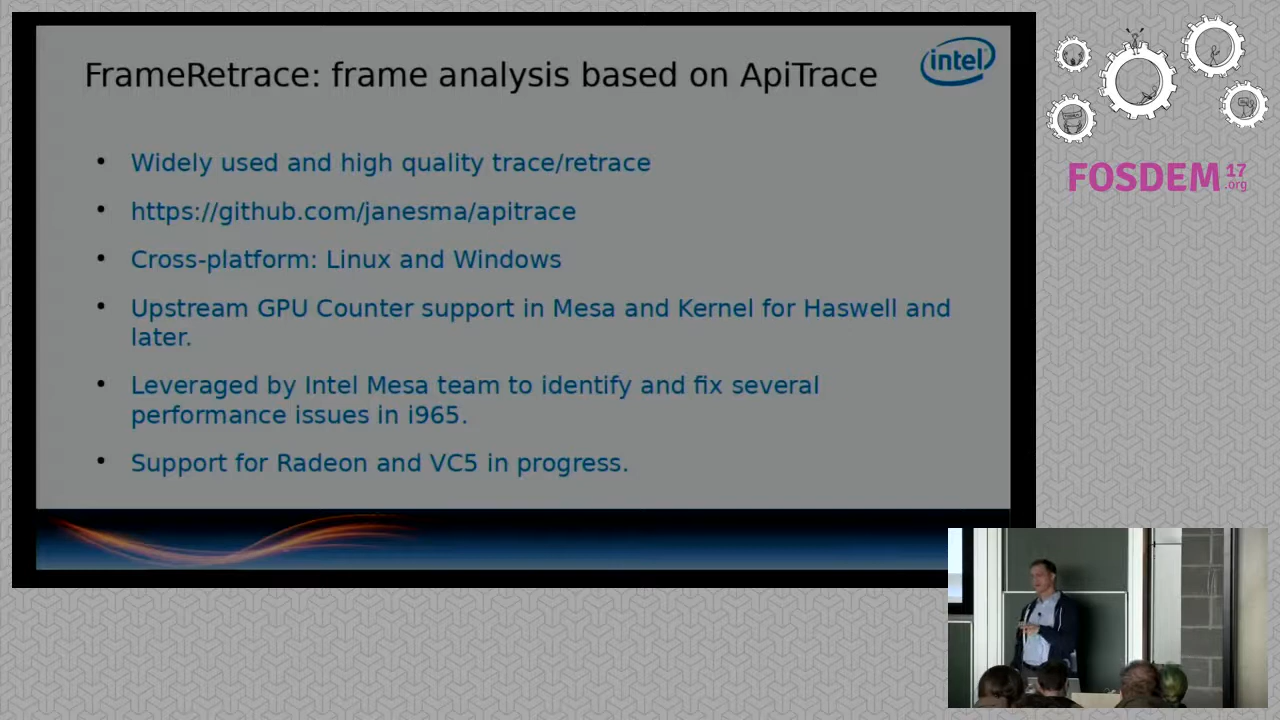 FrameRetrace: frame analysis based on ApiTrace
intel
• Widely used and high quality trace/retrace
• https://github.com/janesma/apitrace
• Cross-platform: Linux and Windows
• Upstream GPU Counter support in Mesa and Kernel for Haswell and
later.
• Leveraged by Intel Mesa team to identify and fix several
performance issues in i965.
• Support for Radeon and VC5 in progress.
FOSDEM 17
.org